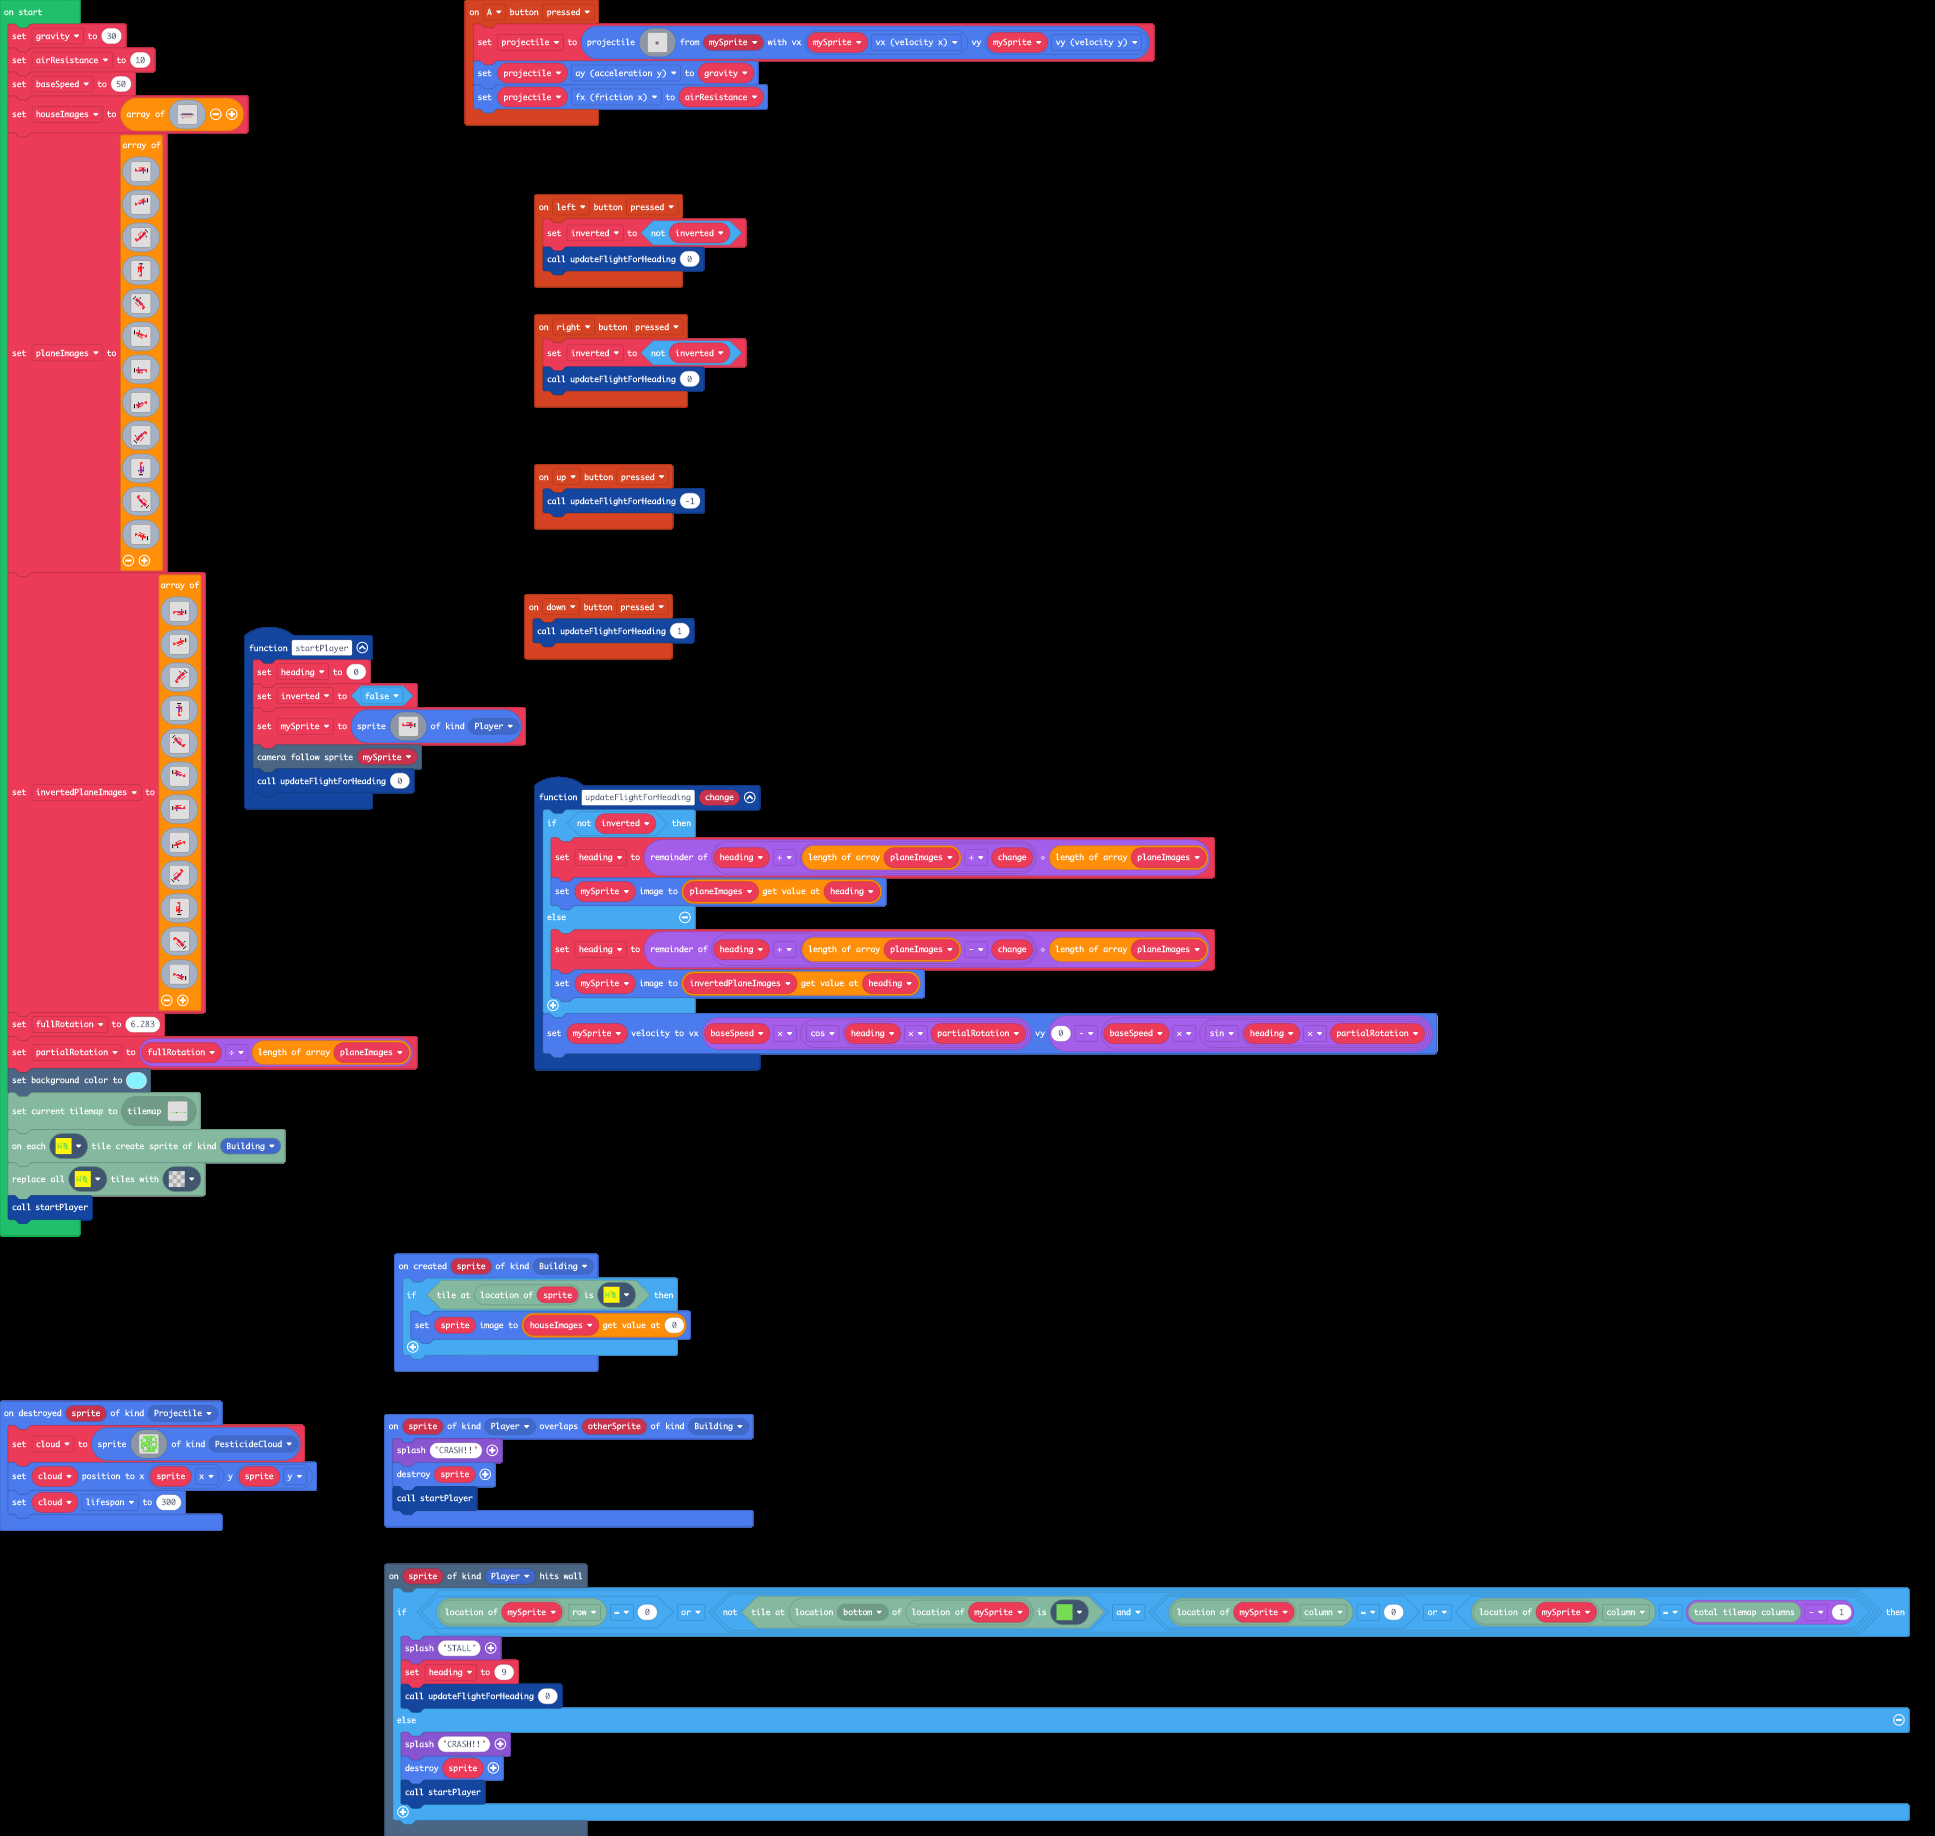 on start
set gravity to 30
set airResistance to 10
set baseSpeed to 50
set houseImages to array of
set planeImages to array of
set invertedPlaneImages to array of
set fullRotation to 6.283
set partialRotation to fullRotation ÷ length of array planeImages
set background color to
set current tilemap to tilemap
on each tile create sprite of kind Building
replace all tiles with
call startPlayer
on A button pressed
set projectile to projectile from mySprite with vx mySprite vx (velocity x) vy mySprite vy (velocity y)
set projectile ay (acceleration y) to gravity
set projectile fx (friction x) to airResistance
on left button pressed
set inverted to not inverted
call updateFlightForHeading 0
on right button pressed
set inverted to not inverted
call updateFlightForHeading 0
on up button pressed
call updateFlightForHeading -1
on down button pressed
call updateFlightForHeading 1
function startPlayer
set heading to 0
set inverted to false
set mySprite to sprite of kind Player
camera follow sprite mySprite
call updateFlightForHeading 0
function updateFlightForHeading change
if not inverted then
set heading to remainder of heading + length of array planeImages + change ÷ length of array planeImages
set mySprite image to planeImages get value at heading
else
set heading to remainder of heading + length of array planeImages - change ÷ length of array planeImages
set mySprite image to invertedPlaneImages get value at heading
set mySprite velocity to vx baseSpeed × cos heading × partialRotation vy 0 - baseSpeed × sin heading × partialRotation
on created sprite of kind Building
if tile at location of sprite is then
set sprite image to houseImages get value at 0
on destroyed sprite of kind Projectile
set cloud to sprite of kind PesticideCloud
set cloud position to x sprite x y sprite y
set cloud lifespan to 300
on sprite of kind Player overlaps otherSprite of kind Building
splash "CRASH!!"
destroy sprite
call startPlayer
on sprite of kind Player hits wall
if location of mySprite row = 0 or not tile at location bottom of location of mySprite is and location of mySprite column = 0 or location of mySprite column = total tilemap columns - 1 then
splash "STALL"
set heading to 9
call updateFlightForHeading 0
else
splash "CRASH!!"
destroy sprite
call startPlayer